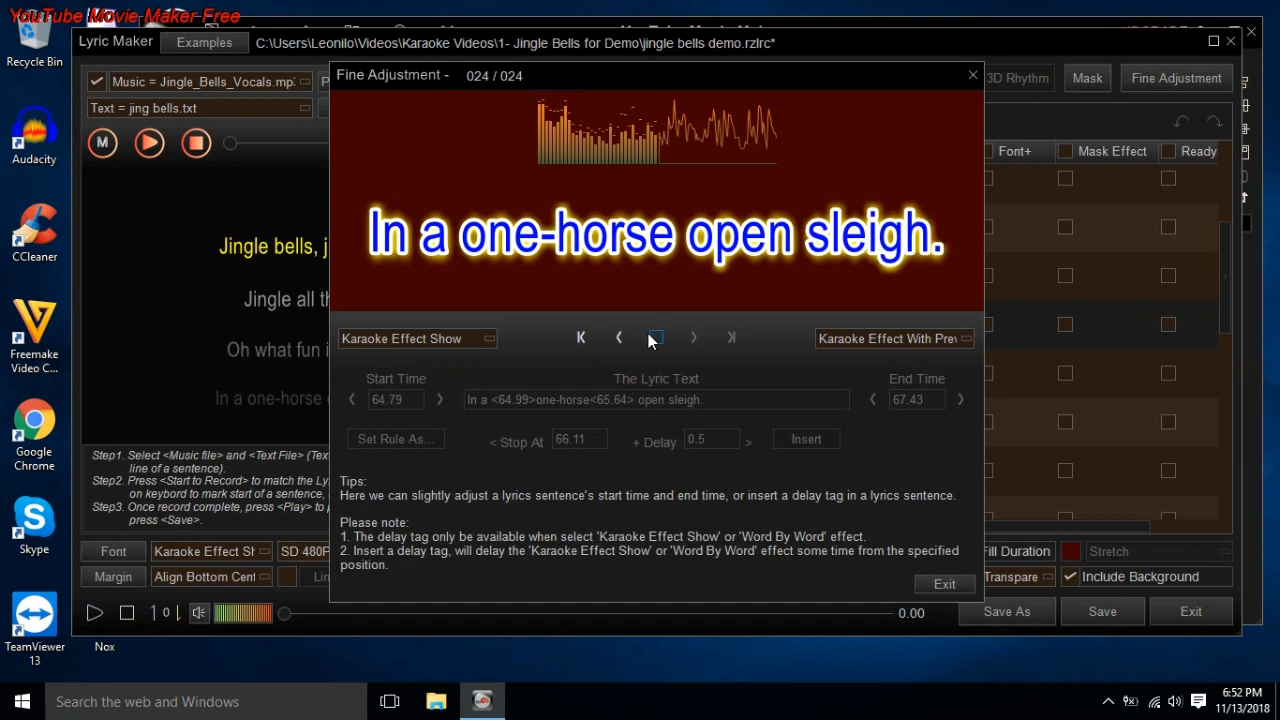 YouTube Movie Maker Free
Lyric Maker
Examples
C:\Users\Leonilo\Videos\Karaoke Videos\1- Jingle Bells for Demo\jingle bells demo.rzlrc*
Recycle Bin
Music = Jingle_Bells_Vocals.mp
Text = jing bells.txt
M
Fine Adjustment - 024 / 024
3D Rhythm
Mask
Fine Adjustment
Font+
Mask Effect
Ready
Audacity
CCleaner
Freemake
Video C...
Google
Chrome
Skype
TeamViewer
13
Nox
Jingle bells, j
Jingle all th
Oh what fun i
In a one-horse
In a one-horse open sleigh.
Karaoke Effect Show
Karaoke Effect With Prev
Start Time
The Lyric Text
End Time
64.79
In a <64.99>one-horse<65.64> open sleigh.
67.43
Set Rule As...
< Stop At
66.11
+ Delay
0.5
>
Insert
Tips:
Here we can slightly adjust a lyrics sentence's start time and end time, or insert a delay tag in a lyrics sentence.
Please note:
1. The delay tag only be available when select 'Karaoke Effect Show' or 'Word By Word' effect.
2. Insert a delay tag, will delay the 'Karaoke Effect Show' or 'Word By Word' effect some time from the specified
position.
Exit
Step1. Select <Music file> and <Text File> (Tex
line of a sentence).
Step2. Press <Start to Record> to match the Ly
on keybord to mark start of a sentence,
Step3. Once record complete, press <Play> to p
press <Save>.
Font
Karaoke Effect Sh
SD 480P
Fill Duration
Stretch
Margin
Align Bottom Cent
Lin
Transpare
Include Background
1 0
0.00
Save As
Save
Exit
Search the web and Windows
6:52 PM
11/13/2018